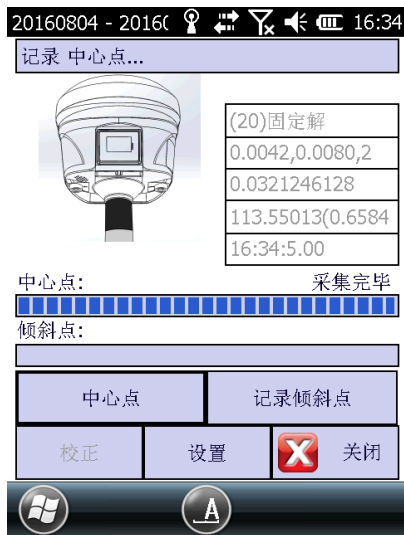 20160804 - 2016( 16:34
记录 中心点...
(20)固定解
0.0042,0.0080,2
0.0321246128
113.55013(0.6584
16:34:5.00
中心点: 采集完毕
倾斜点:
中心点 记录倾斜点
校正 设置 关闭
A